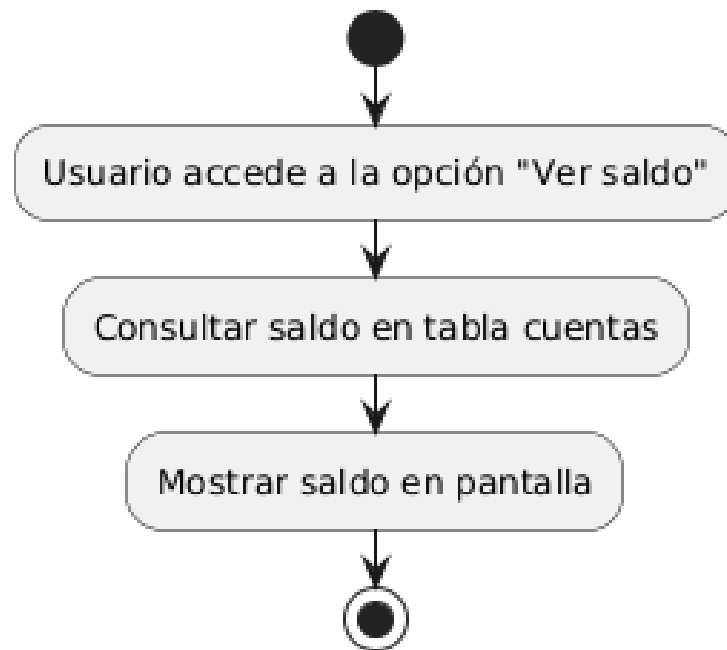 Usuario accede a la opción "Ver saldo"
Consultar saldo en tabla cuentas
Mostrar saldo en pantalla